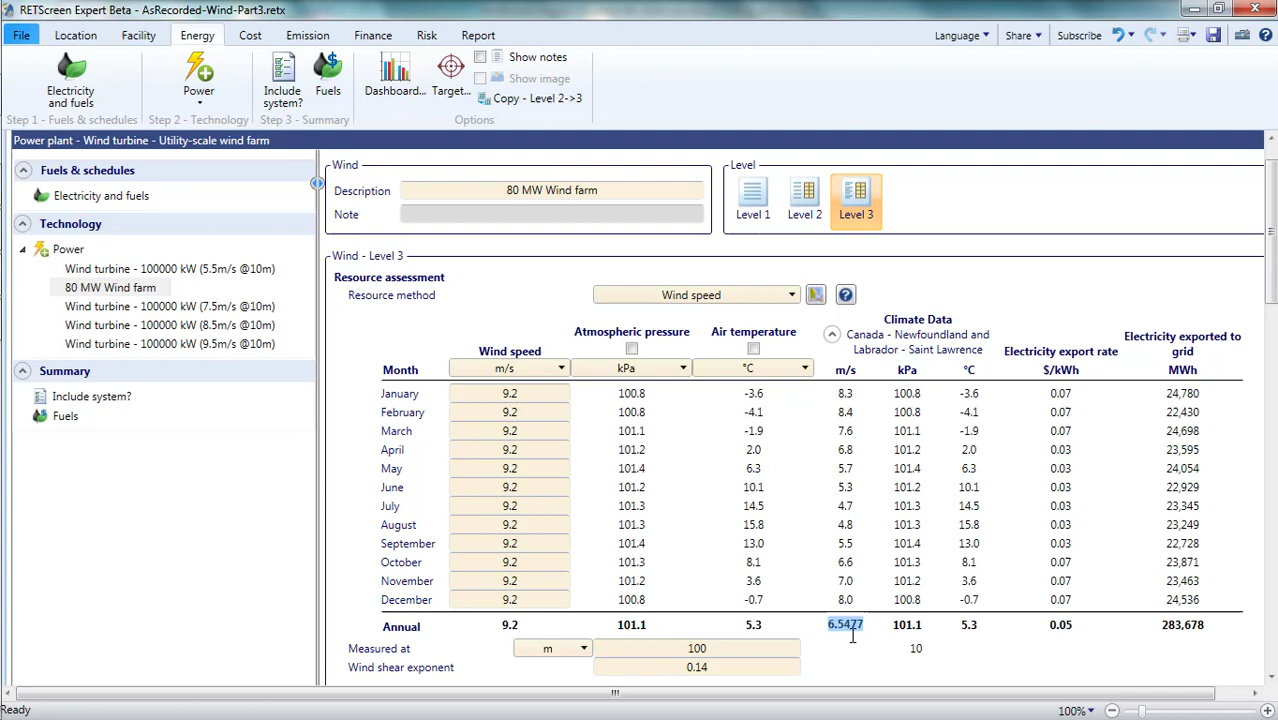 RETScreen Expert Beta - AsRecorded-Wind-Part3.retx
File Location Facility Energy Cost Emission Finance Risk Report Language Share Subscribe
Electricity and fuels
Power
Include system?
Fuels
Dashboard...
Target...
Show notes
Show image
Copy - Level 2->3
Step 1 - Fuels & schedules Step 2 - Technology Step 3 - Summary Options
Power plant - Wind turbine - Utility-scale wind farm
Fuels & schedules
Electricity and fuels
Technology
Power
Wind turbine - 100000 kW (5.5m/s @10m)
80 MW Wind farm
Wind turbine - 100000 kW (7.5m/s @10m)
Wind turbine - 100000 kW (8.5m/s @10m)
Wind turbine - 100000 kW (9.5m/s @10m)
Summary
Include system?
Fuels
Wind
Description 80 MW Wind farm
Note
Level
Level 1 Level 2 Level 3
Wind - Level 3
Resource assessment
Resource method Wind speed
Climate Data
Atmospheric pressure Air temperature Canada - Newfoundland and Electricity exported to
Wind speed Labrador - Saint Lawrence Electricity export rate grid
Month m/s kPa °C m/s kPa °C $/kWh MWh
January 9.2 100.8 -3.6 8.3 100.8 -3.6 0.07 24,780
February 9.2 100.8 -4.1 8.4 100.8 -4.1 0.07 22,430
March 9.2 101.1 -1.9 7.6 101.1 -1.9 0.07 24,698
April 9.2 101.2 2.0 6.8 101.2 2.0 0.03 23,595
May 9.2 101.4 6.3 5.7 101.4 6.3 0.03 24,054
June 9.2 101.2 10.1 5.3 101.2 10.1 0.03 22,929
July 9.2 101.3 14.5 4.7 101.3 14.5 0.03 23,345
August 9.2 101.3 15.8 4.8 101.3 15.8 0.03 23,249
September 9.2 101.4 13.0 5.5 101.4 13.0 0.03 22,728
October 9.2 101.3 8.1 6.6 101.3 8.1 0.07 23,871
November 9.2 101.2 3.6 7.0 101.2 3.6 0.07 23,463
December 9.2 100.8 -0.7 8.0 100.8 -0.7 0.07 24,536
Annual 9.2 101.1 5.3 6.5477 101.1 5.3 0.05 283,678
Measured at m 100 10
Wind shear exponent 0.14
Ready 100%